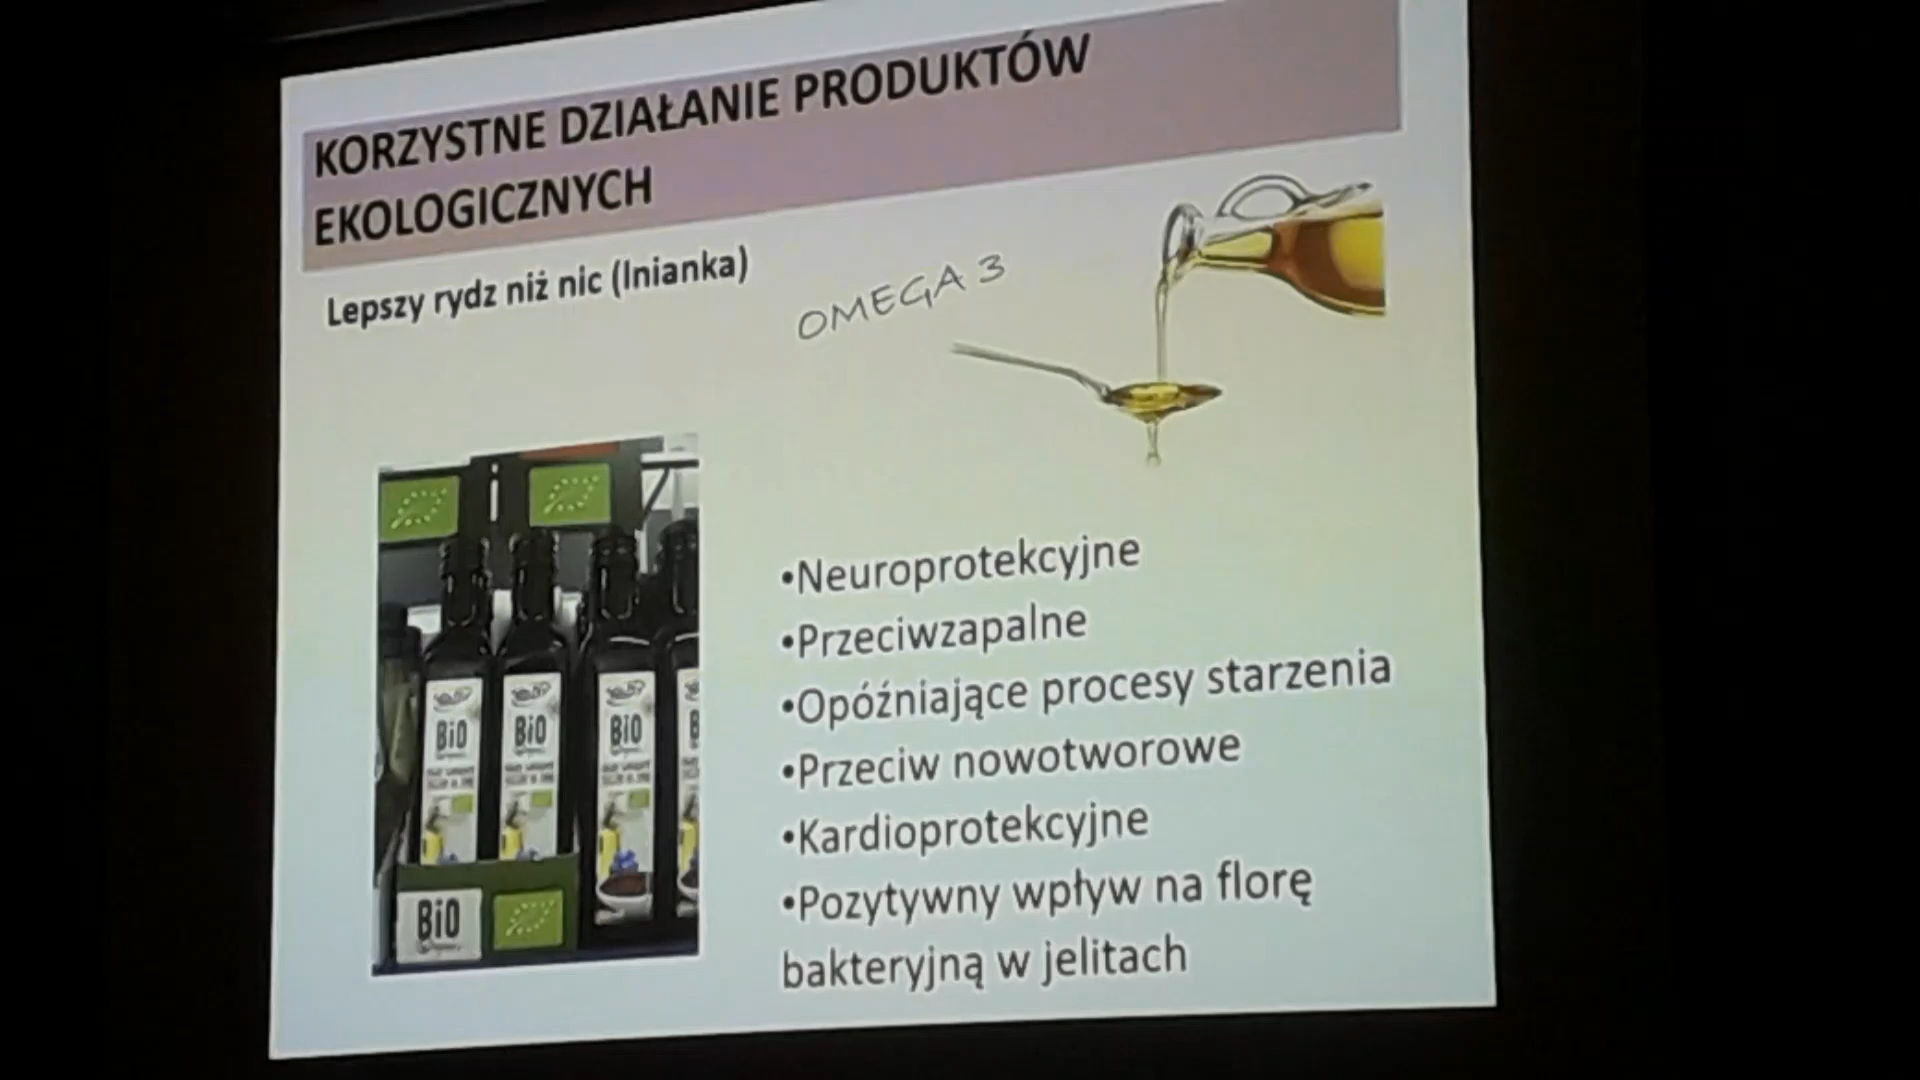 KORZYSTNE DZIAŁANIE PRODUKTÓW
EKOLOGICZNYCH
Lepszy rydz niż nic (lnianka)
OMEGA 3
•Neuroprotekcyjne
•Przeciwzapalne
•Opóźniające procesy starzenia
•Przeciw nowotworowe
•Kardioprotekcyjne
•Pozytywny wpływ na florę
bakteryjną w jelitach
BiO
BiO
BiO
BiO